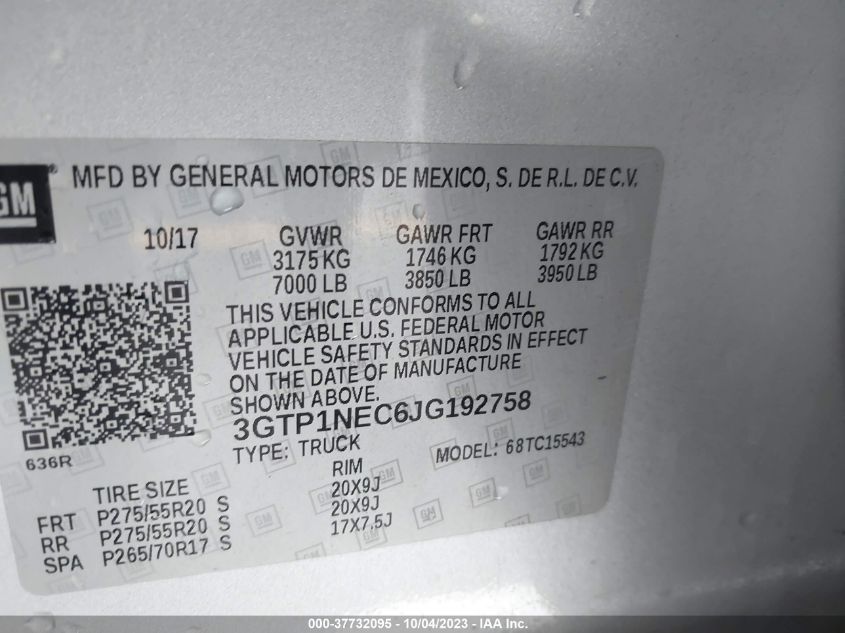 GM
MFD BY GENERAL MOTORS DE MEXICO, S. DE R.L. DE C.V.
10/17 GVWR GAWR FRT GAWR RR
3175 KG 1746 KG 1792 KG
7000 LB 3850 LB 3950 LB
THIS VEHICLE CONFORMS TO ALL
APPLICABLE U.S. FEDERAL MOTOR
VEHICLE SAFETY STANDARDS IN EFFECT
ON THE DATE OF MANUFACTURE
SHOWN ABOVE.
3GTP1NEC6JG192758
TYPE: TRUCK MODEL: 68TC15543
636R
TIRE SIZE RIM
FRT P275/55R20 S 20X9J
RR P275/55R20 S 20X9J
SPA P265/70R17 S 17X7.5J
000-37732095 - 10/04/2023 - IAA Inc.